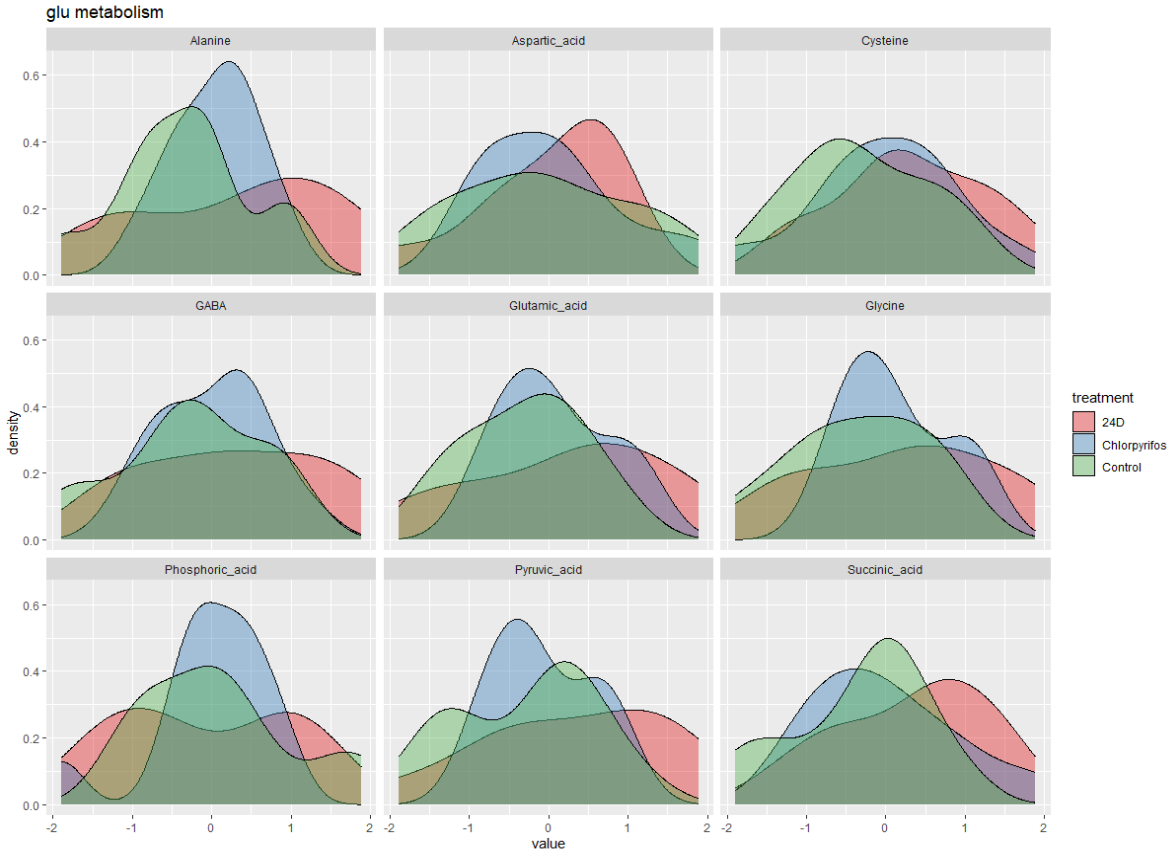 glu metabolism
Alanine
Aspartic_acid
Cysteine
0.6
0.4
0.2
0.0
GABA
Glutamic_acid
Glycine
0.6
0.4
0.2
0.0
Phosphoric_acid
Pyruvic_acid
Succinic_acid
0.6
0.4
0.2
0.0
-2 -1 0 1 2
-2 -1 0 1 2
-2 -1 0 1 2
value
density
treatment
24D
Chlorpyrifos
Control